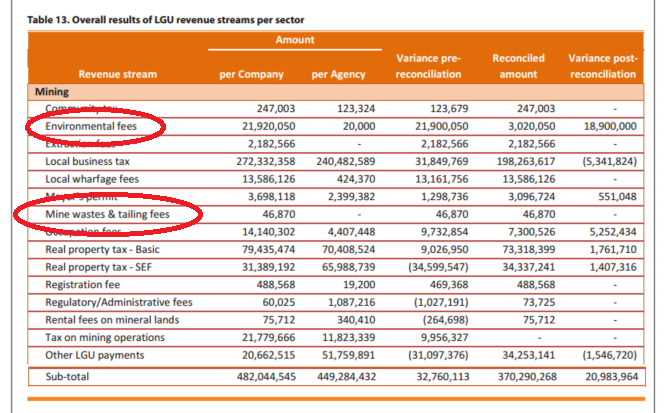 Table 13. Overall results of LGU revenue streams per sector
Amount
Revenue stream per Company per Agency Variance pre-reconciliation Reconciled amount Variance post-reconciliation
Mining
Community tax 247,003 123,324 123,679 247,003 -
Environmental fees 21,920,050 20,000 21,900,050 3,020,050 18,900,000
Extraction fees 2,182,566 - 2,182,566 2,182,566 -
Local business tax 272,332,358 240,482,589 31,849,769 198,263,617 (5,341,824)
Local wharfage fees 13,586,126 424,370 13,161,756 13,586,126 -
Mayor's permit 3,698,118 2,399,382 1,298,736 3,096,724 551,048
Mine wastes & tailing fees 46,870 - 46,870 46,870 -
Occupation fees 14,140,302 4,407,448 9,732,854 7,300,526 5,252,434
Real property tax - Basic 79,435,474 70,408,524 9,026,950 73,318,399 1,761,710
Real property tax - SEF 31,389,192 65,988,739 (34,599,547) 34,337,241 1,407,316
Registration fee 488,568 19,200 469,368 488,568 -
Regulatory/Administrative fees 60,025 1,087,216 (1,027,191) 73,725 -
Rental fees on mineral lands 75,712 340,410 (264,698) 75,712 -
Tax on mining operations 21,779,666 11,823,339 9,956,327 - -
Other LGU payments 20,662,515 51,759,891 (31,097,376) 34,253,141 (1,546,720)
Sub-total 482,044,545 449,284,432 32,760,113 370,290,268 20,983,964